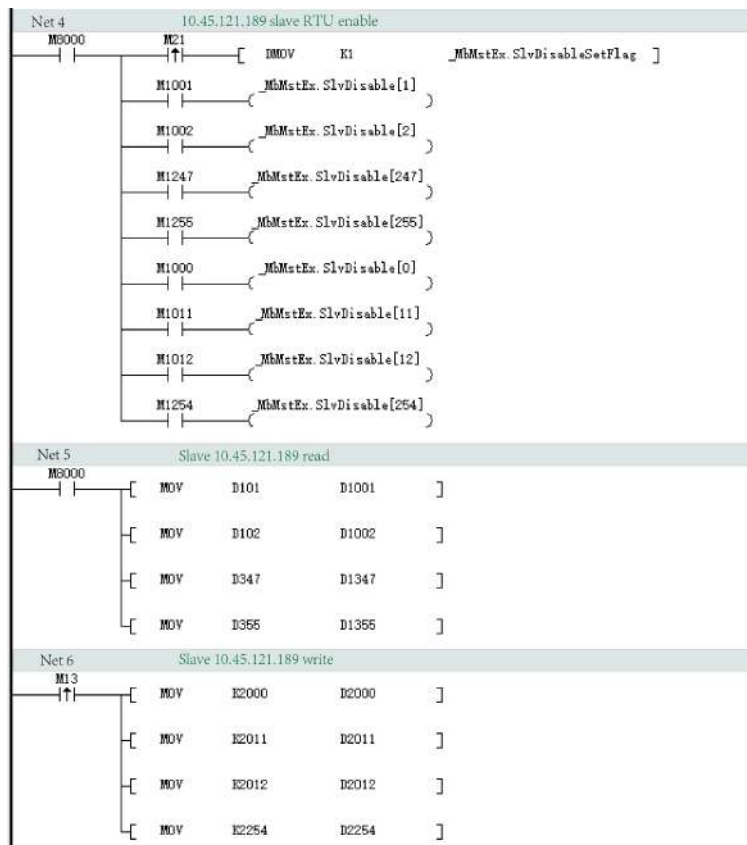 Net 4 10.45.121.189 slave RTU enable
M8000 M21
[ DMOV K1 _MbMstEx.SlvDisableSetFlag ]
M1001 _MbMstEx.SlvDisable[1]
M1002 _MbMstEx.SlvDisable[2]
M1247 _MbMstEx.SlvDisable[247]
M1255 _MbMstEx.SlvDisable[255]
M1000 _MbMstEx.SlvDisable[0]
M1011 _MbMstEx.SlvDisable[11]
M1012 _MbMstEx.SlvDisable[12]
M1254 _MbMstEx.SlvDisable[254]
Net 5 Slave 10.45.121.189 read
M8000
[ MOV D101 D1001 ]
[ MOV D102 D1002 ]
[ MOV D347 D1347 ]
[ MOV D355 D1355 ]
Net 6 Slave 10.45.121.189 write
M13
[ MOV K2000 D2000 ]
[ MOV K2011 D2011 ]
[ MOV K2012 D2012 ]
[ MOV K2254 D2254 ]